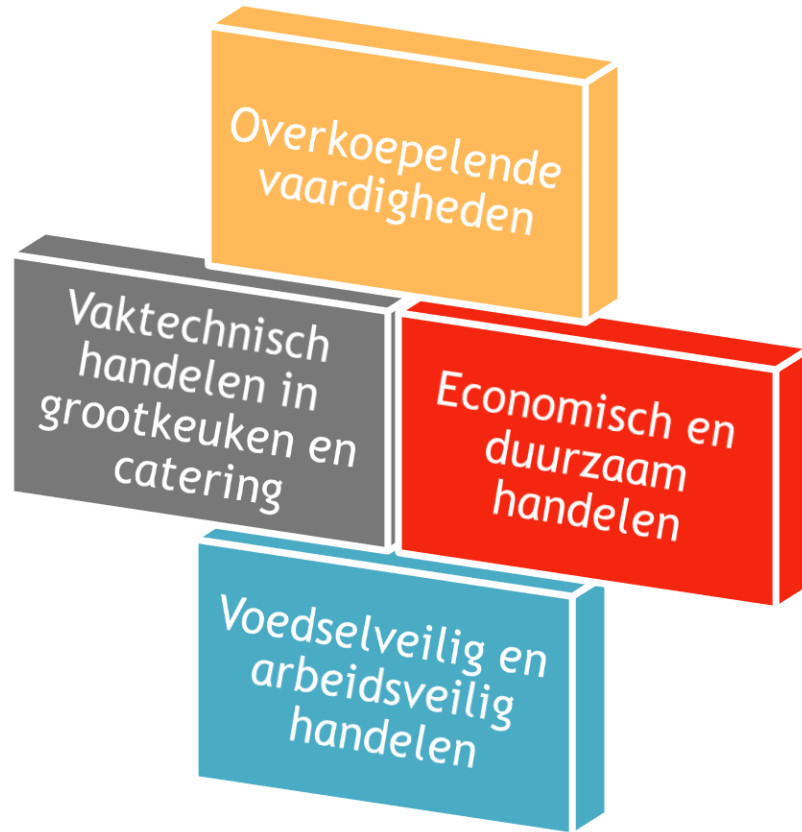 Overkoepelende
vaardigheden
Vaktechnisch
handelen in
grootkeuken en
catering
Economisch en
duurzaam
handelen
Voedselveilig en
arbeidsveilig
handelen